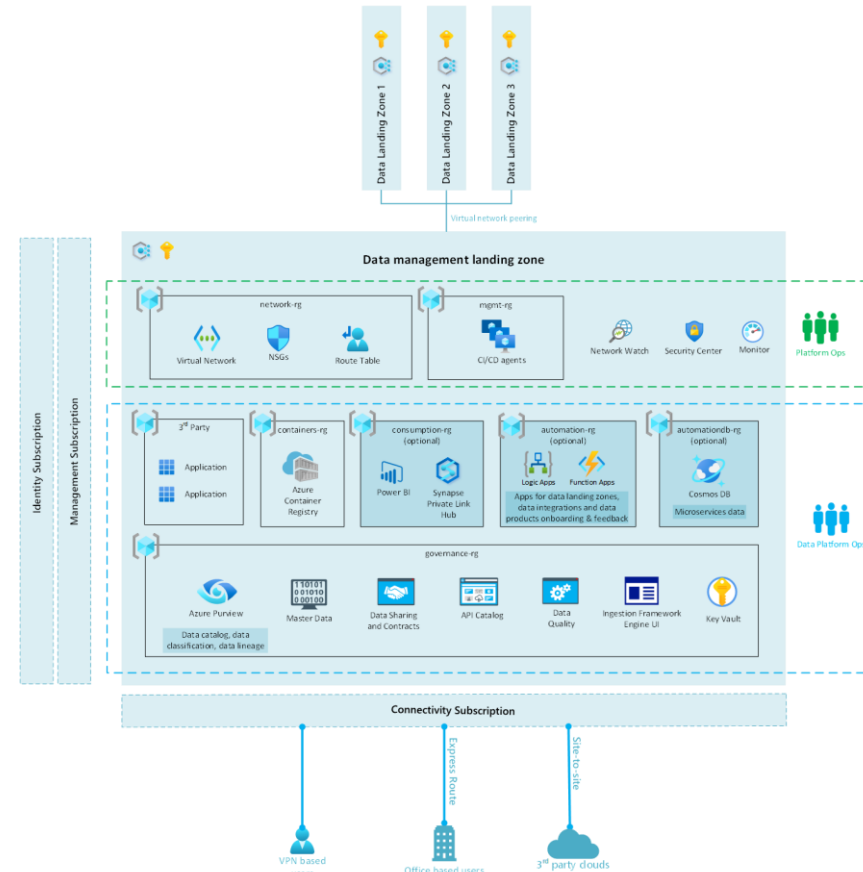 Data Landing Zone 1
Data Landing Zone 2
Data Landing Zone 3
Virtual network peering
Identity Subscription
Management Subscription
Data management landing zone
network-rg
Virtual Network
NSGs
Route Table
mgmt-rg
CI/CD agents
Network Watch
Security Center
Monitor
Platform Ops
3rd Party
Application
Application
containers-rg
Azure
Container
Registry
consumption-rg
(optional)
Power BI
Synapse
Private Link
Hub
automation-rg
(optional)
Logic Apps
Function Apps
Apps for data landing zones,
data integrations and data
products onboarding & feedback
automationdb-rg
(optional)
Cosmos DB
Microservices data
Data Platform Ops
governance-rg
Azure Purview
Data catalog, data
classification, data lineage
110101
001010
000100
Master Data
Data Sharing
and Contracts
API Catalog
Data
Quality
Ingestion Framework
Engine UI
Key Vault
Connectivity Subscription
Express Route
Site-to-site
VPN based
Office based users
3rd party clouds